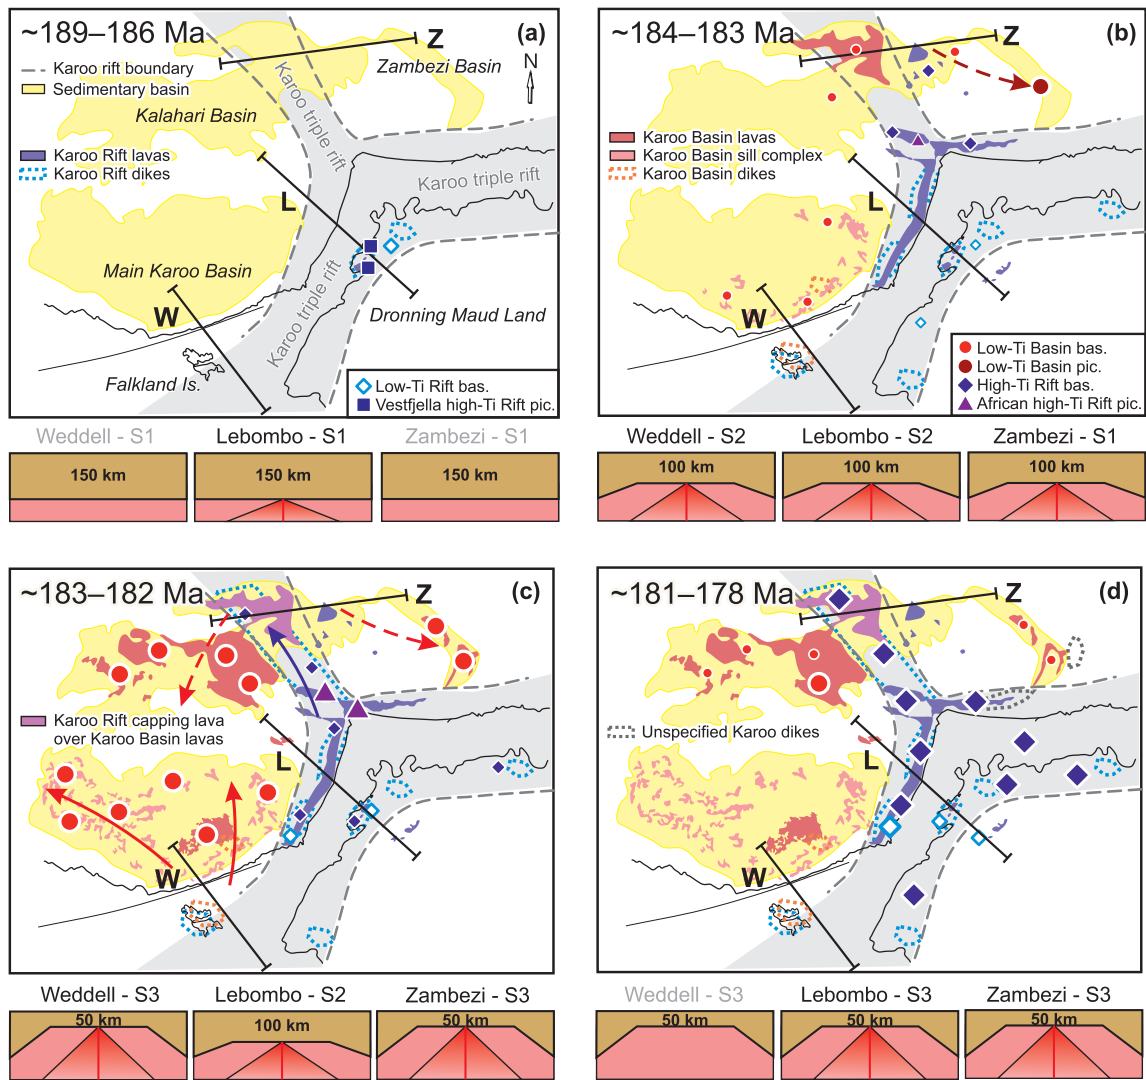 ~189–186 Ma
(a)
Z
N
Karoo rift boundary
Sedimentary basin
Zambezi Basin
Kalahari Basin
Karoo triple rift
Karoo Rift lavas
Karoo Rift dikes
Karoo triple rift
L
Main Karoo Basin
Karoo triple rift
W
Dronning Maud Land
Falkland Is.
Low-Ti Rift bas.
Vestfjella high-Ti Rift pic.
Weddell - S1
Lebombo - S1
Zambezi - S1
150 km
150 km
150 km
~184–183 Ma
(b)
Z
Karoo Basin lavas
Karoo Basin sill complex
Karoo Basin dikes
L
W
Low-Ti Basin bas.
Low-Ti Basin pic.
High-Ti Rift bas.
African high-Ti Rift pic.
Weddell - S2
Lebombo - S2
Zambezi - S1
100 km
100 km
100 km
~183–182 Ma
(c)
Z
Karoo Rift capping lava
over Karoo Basin lavas
L
W
Weddell - S3
Lebombo - S2
Zambezi - S3
50 km
100 km
50 km
~181–178 Ma
(d)
Z
Unspecified Karoo dikes
L
W
Weddell - S3
Lebombo - S3
Zambezi - S3
50 km
50 km
50 km